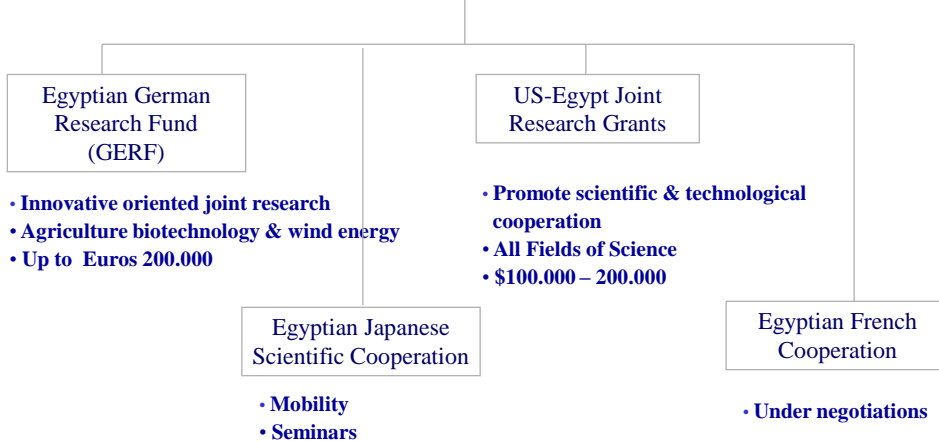 Egyptian German
Research Fund
(GERF)
• Innovative oriented joint research
• Agriculture biotechnology & wind energy
• Up to Euros 200.000
US-Egypt Joint
Research Grants
• Promote scientific & technological
cooperation
• All Fields of Science
• $100.000 – 200.000
Egyptian Japanese
Scientific Cooperation
• Mobility
• Seminars
Egyptian French
Cooperation
• Under negotiations